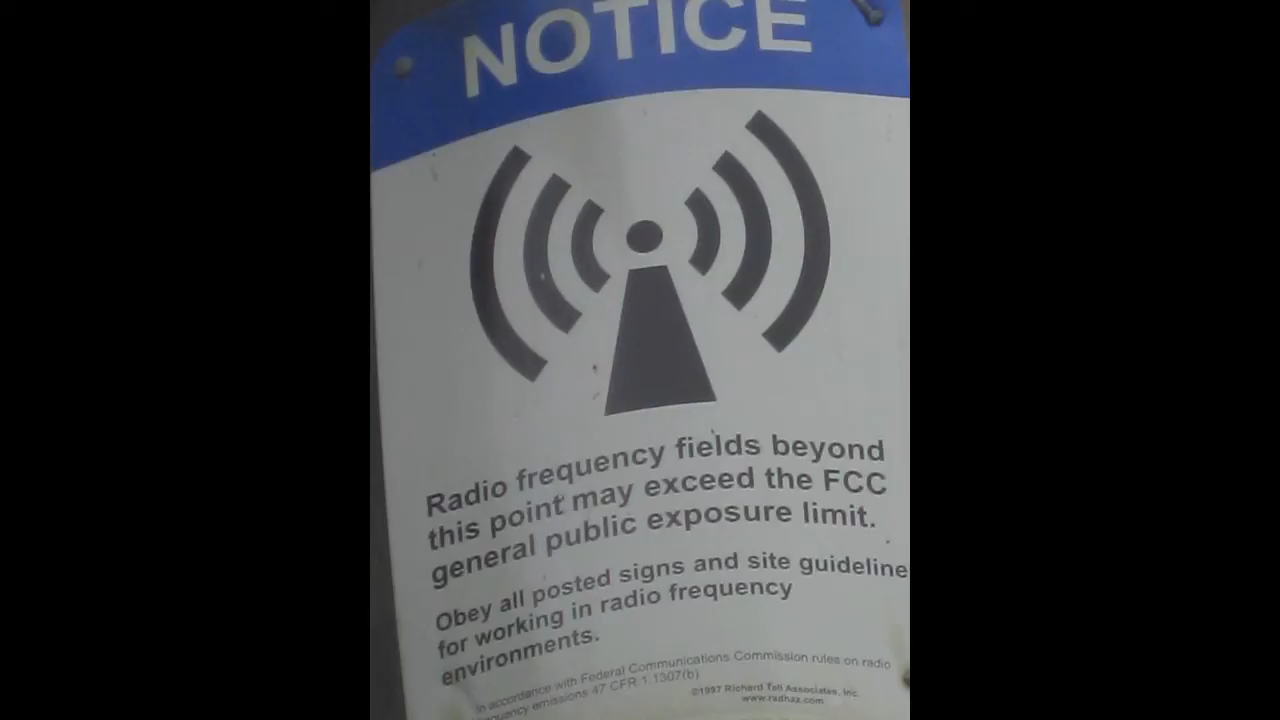 NOTICE
Radio frequency fields beyond
this point may exceed the FCC
general public exposure limit.
Obey all posted signs and site guideline
for working in radio frequency
environments.
In accordance with Federal Communications Commission rules on radio
quency emissions 47 CFR 1.1307(b)
©1997 Richard Tell Associates, Inc.
www.radhaz.com